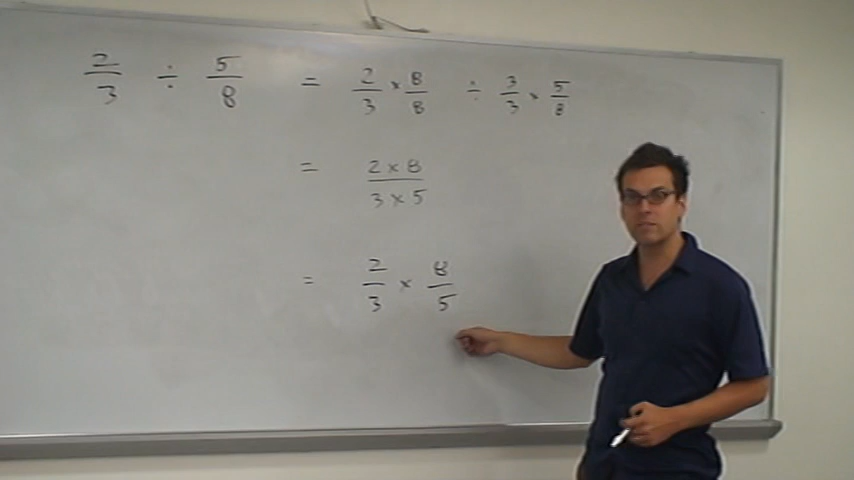 2/3 ÷ 5/8 = 2/3 × 8/8 ÷ 3/3 × 5/8
= 2 × 8 / 3 × 5
= 2/3 × 8/5